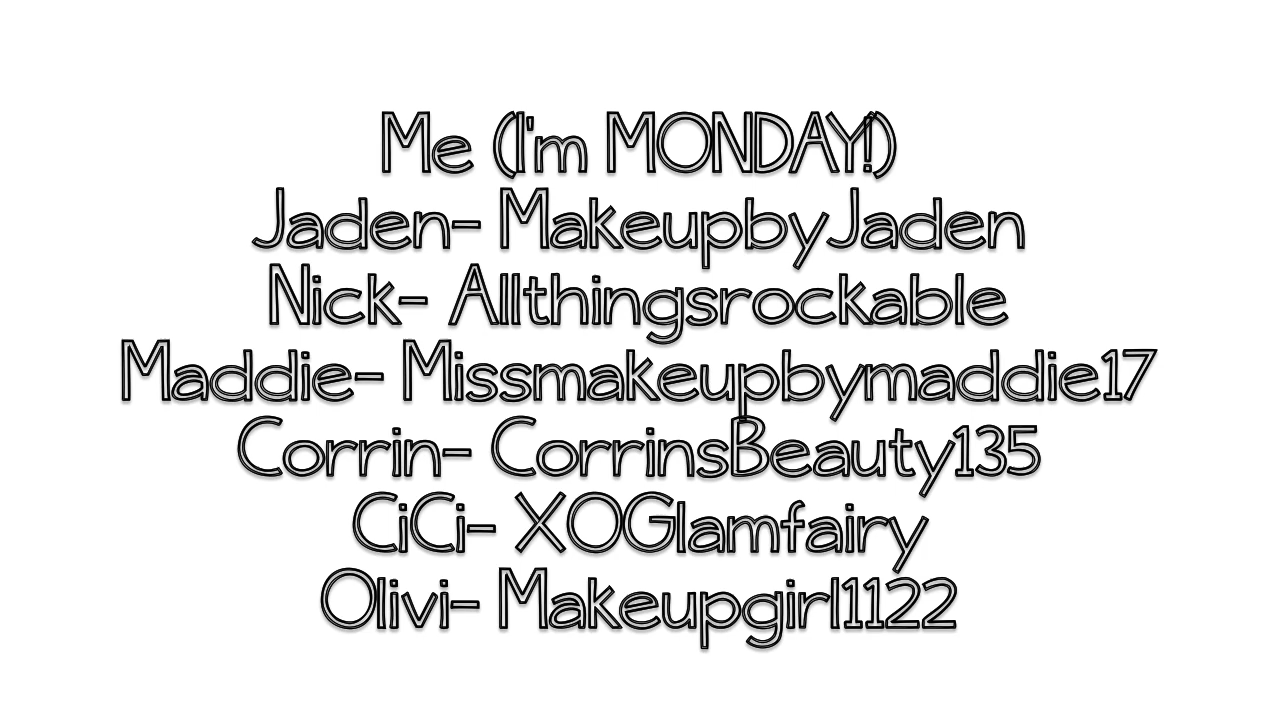 Me (I'm MONDAY!)
Jaden- MakeupbyJaden
Nick- Allthingsrockable
Maddie- Missmakeupbymaddie17
Corrin- CorrinsBeauty135
CiCi- XOGlamfairy
Olivi- Makeupgirl1122